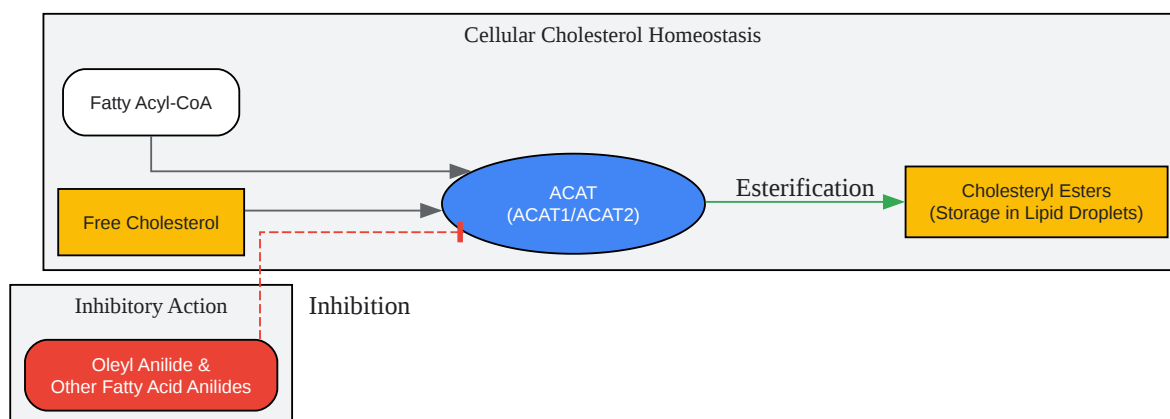 Cellular Cholesterol Homeostasis
Fatty Acyl-CoA
Free Cholesterol
ACAT
(ACAT1/ACAT2)
Esterification
Cholesteryl Esters
(Storage in Lipid Droplets)
Inhibitory Action
Inhibition
Oleyl Anilide &
Other Fatty Acid Anilides